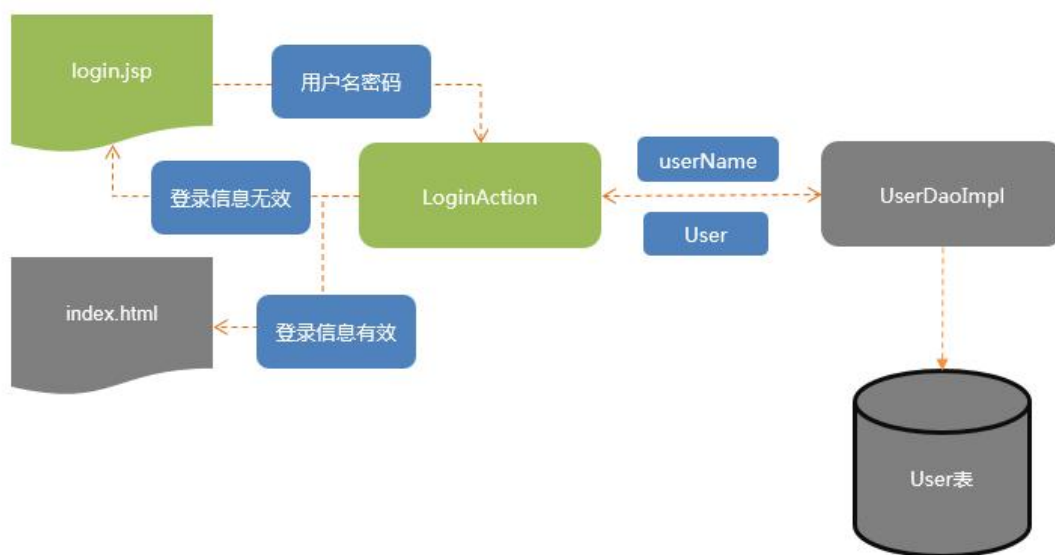 login.jsp
用户名密码
userName
LoginAction
UserDaoImpl
登录信息无效
User
index.html
登录信息有效
User表